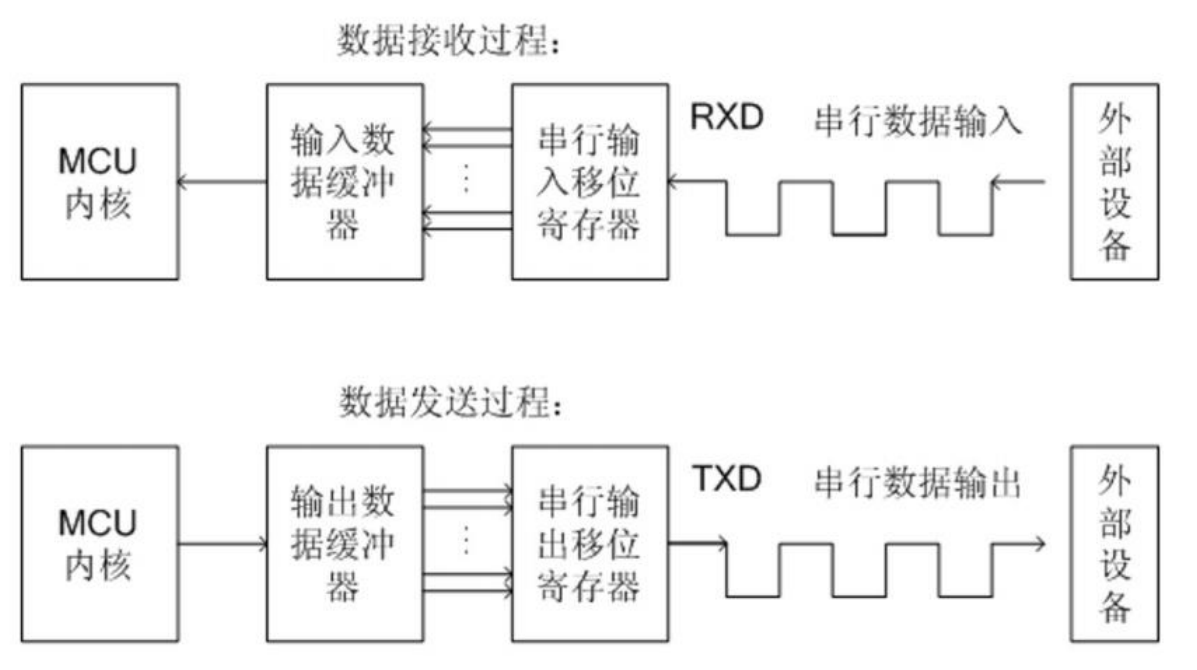 数据接收过程：
MCU
内核
输入数
据缓冲
器
串行输
入移位
寄存器
RXD
串行数据输入
外
部
设
备
数据发送过程：
MCU
内核
输出数
据缓冲
器
串行输
出移位
寄存器
TXD
串行数据输出
外
部
设
备